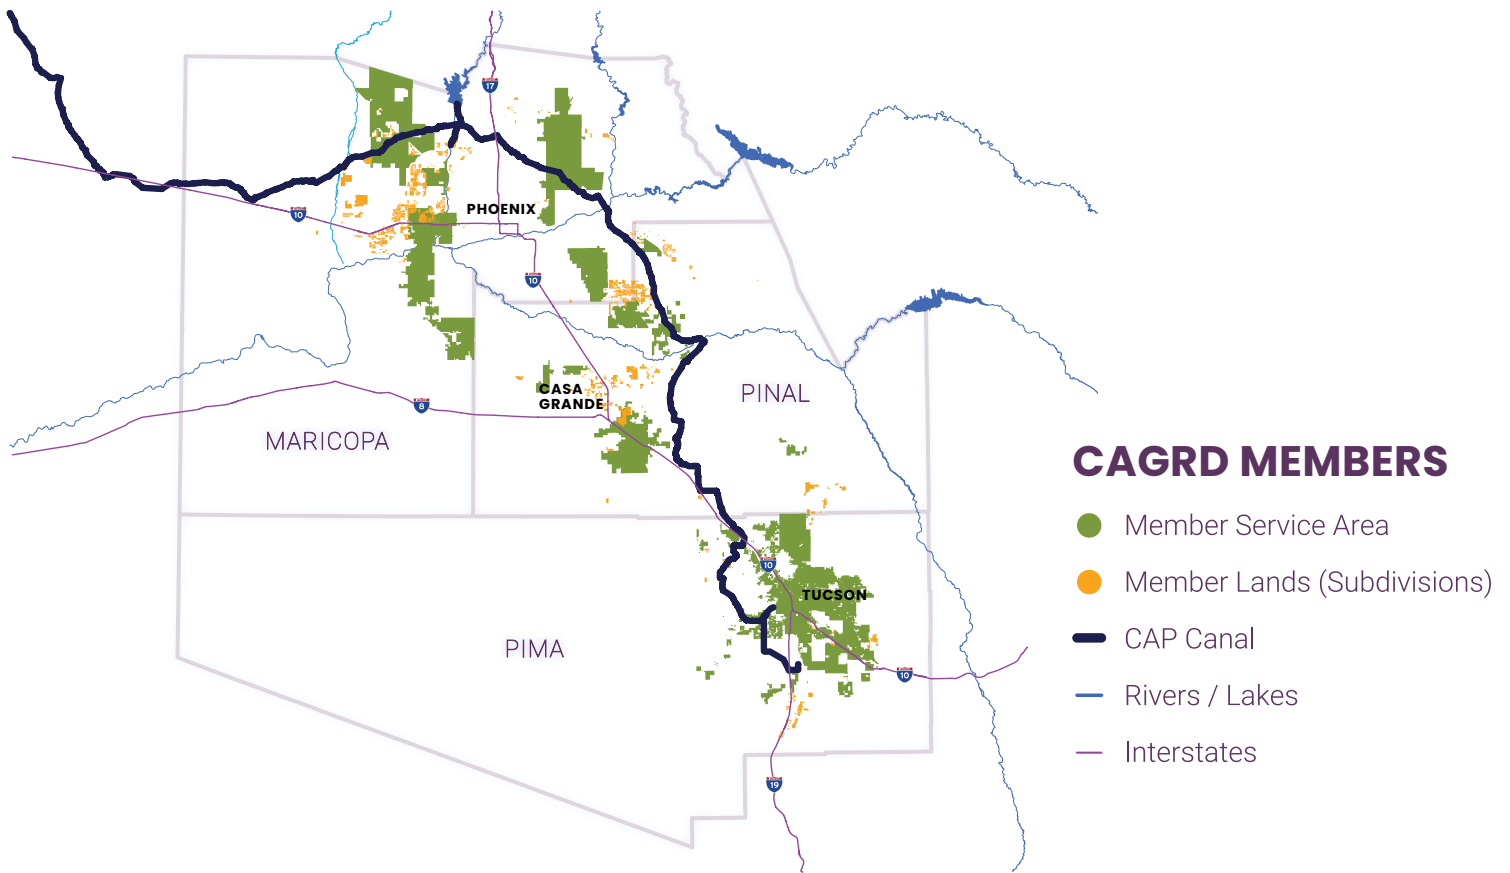 17
10
PHOENIX
10
CASA
GRANDE
8
PINAL
MARICOPA
10
TUCSON
PIMA
10
19
CAGRD MEMBERS
Member Service Area
Member Lands (Subdivisions)
CAP Canal
Rivers / Lakes
Interstates